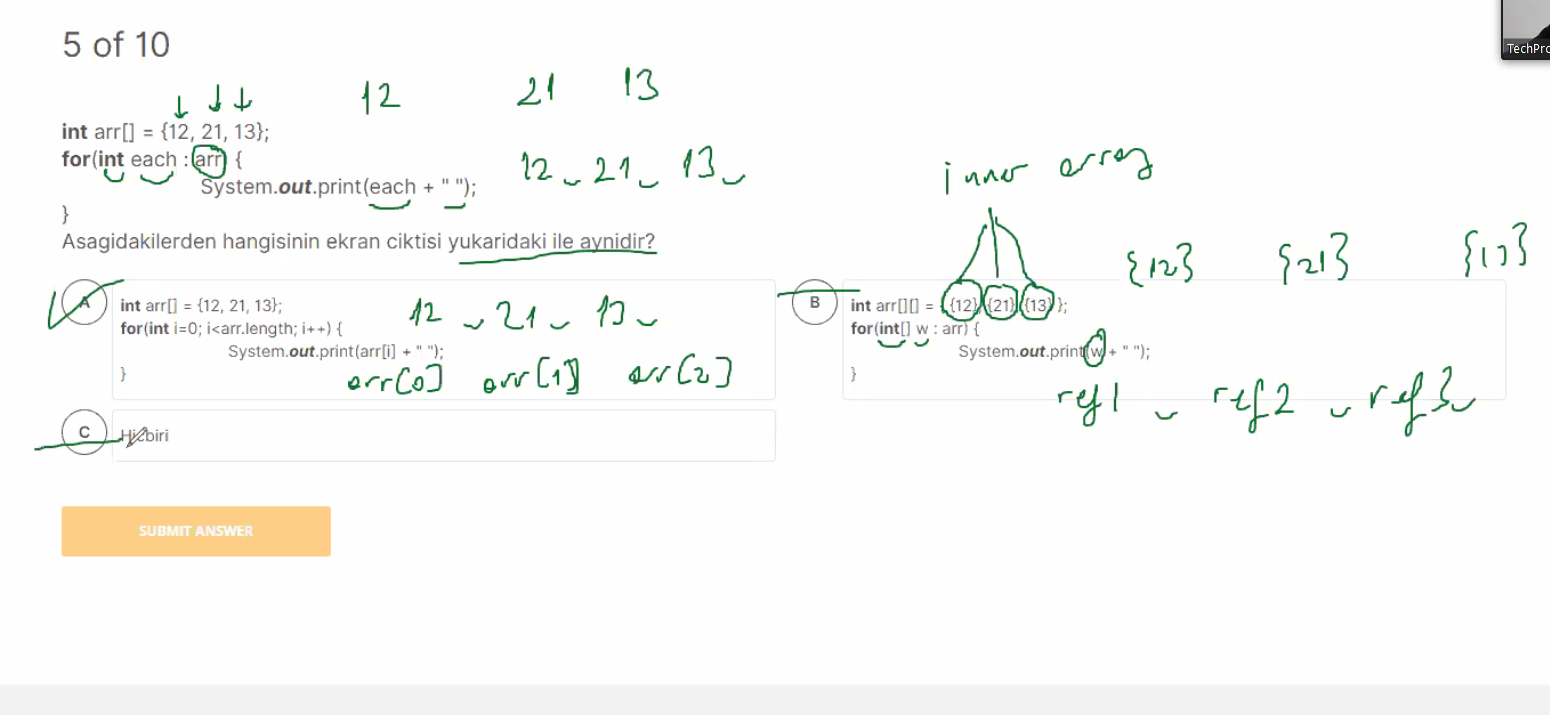 TechPro
5 of 10
12 21 13
int arr[] = {12, 21, 13};
for(int each : arr) {
System.out.print(each + " ");
12 21 13
}
inner array
Asagidakilerden hangisinin ekran ciktisi yukaridaki ile aynidir?
{12} {21} {13}
A
int arr[] = {12, 21, 13};
for(int i=0; i<arr.length; i++) {
System.out.print(arr[i] + " ");
}
12 21 13
arr[0] arr[1] arr[2]
B
int arr[][] = { {12}, {21}, {13} };
for(int[] w : arr) {
System.out.print(w + " ");
}
ref1 ref2 ref3
C
Hicbiri
SUBMIT ANSWER